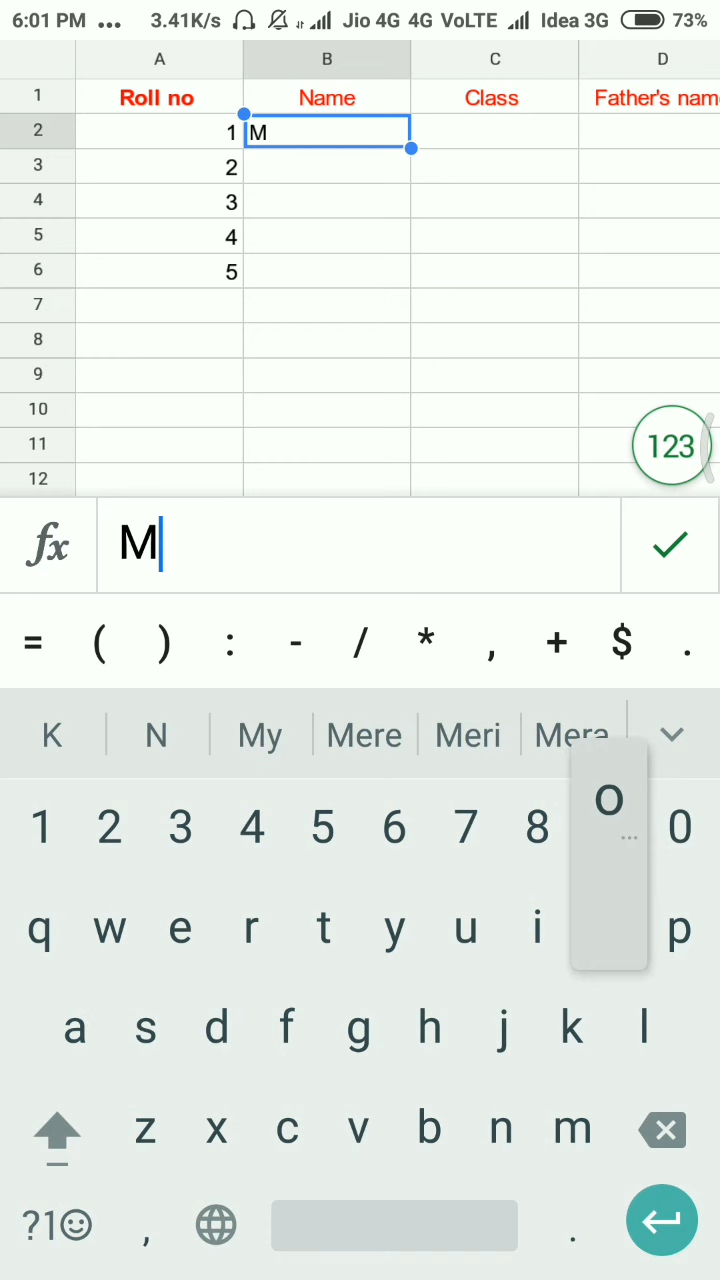 6:01 PM ... 3.41K/s Jio 4G 4G VoLTE Idea 3G 73%
A B C D
1 Roll no Name Class Father's nam
2 1 M
3 2
4 3
5 4
6 5
7
8
9
10
11
12
123
fx M
= ( ) : - / * , + $ .
K N My Mere Meri Mera
o
...
1 2 3 4 5 6 7 8 0
q w e r t y u i p
a s d f g h j k l
z x c v b n m
?1☺ , .